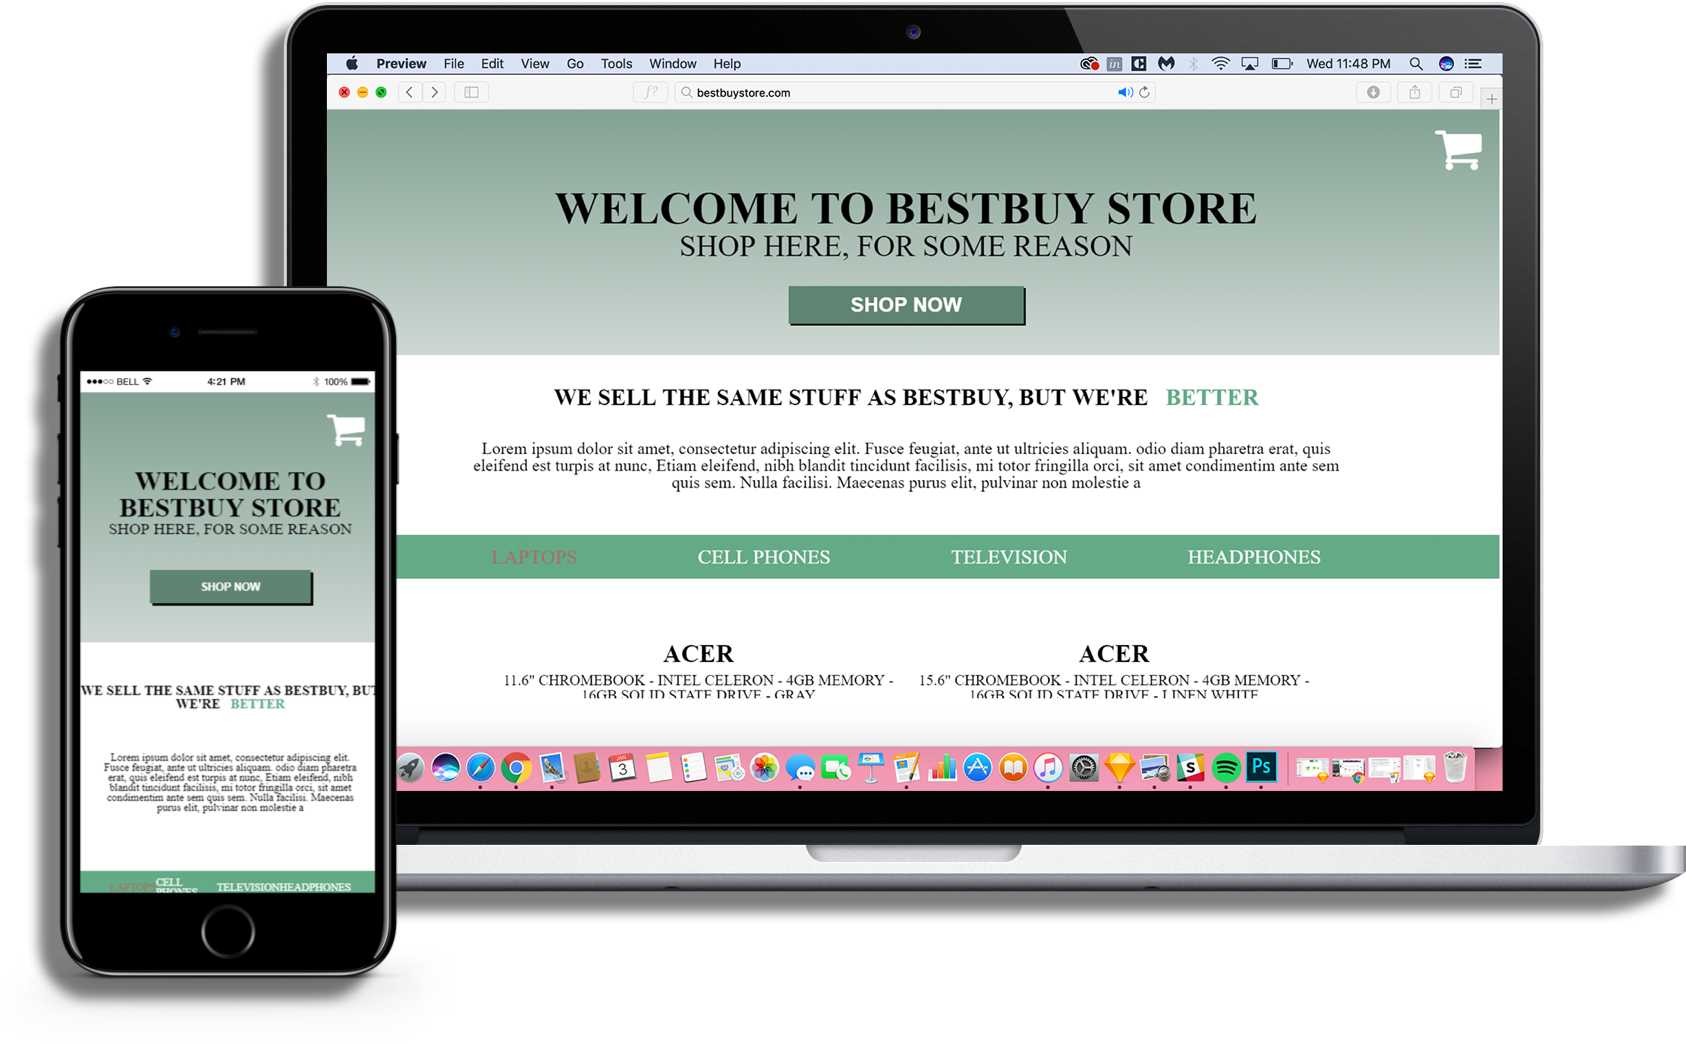 Preview File Edit View Go Tools Window Help Wed 11:48 PM
bestbuystore.com
WELCOME TO BESTBUY STORE
SHOP HERE, FOR SOME REASON
SHOP NOW
WE SELL THE SAME STUFF AS BESTBUY, BUT WE'RE BETTER
Lorem ipsum dolor sit amet, consectetur adipiscing elit. Fusce feugiat, ante ut ultricies aliquam. odio diam pharetra erat, quis
eleifend est turpis at nunc, Etiam eleifend, nibh blandit tincidunt facilisis, mi totor fringilla orci, sit amet condimentim ante sem
quis sem. Nulla facilisi. Maecenas purus elit, pulvinar non molestie a
LAPTOPS CELL PHONES TELEVISION HEADPHONES
ACER
11.6" CHROMEBOOK - INTEL CELERON - 4GB MEMORY -
16GB SOLID STATE DRIVE - GRAY
ACER
15.6" CHROMEBOOK - INTEL CELERON - 4GB MEMORY -
16GB SOLID STATE DRIVE - LINEN WHITE
JAN
3
Ps
BELL 4:21 PM 100%
WELCOME TO
BESTBUY STORE
SHOP HERE, FOR SOME REASON
SHOP NOW
WE SELL THE SAME STUFF AS BESTBUY, BUT
WE'RE BETTER
Lorem ipsum dolor sit amet, consectetur adipiscing elit.
Fusce feugiat, ante ut ultricies aliquam. odio diam pharetra
erat, quis eleifend est turpis at nunc, Etiam eleifend, nibh
blandit tincidunt facilisis, mi totor fringilla orci, sit amet
condimentum ante sem quis sem. Nulla facilisi. Maecenas
purus elit, pulvinar non molestie a
LAPTOPS CELL PHONES TELEVISION HEADPHONES